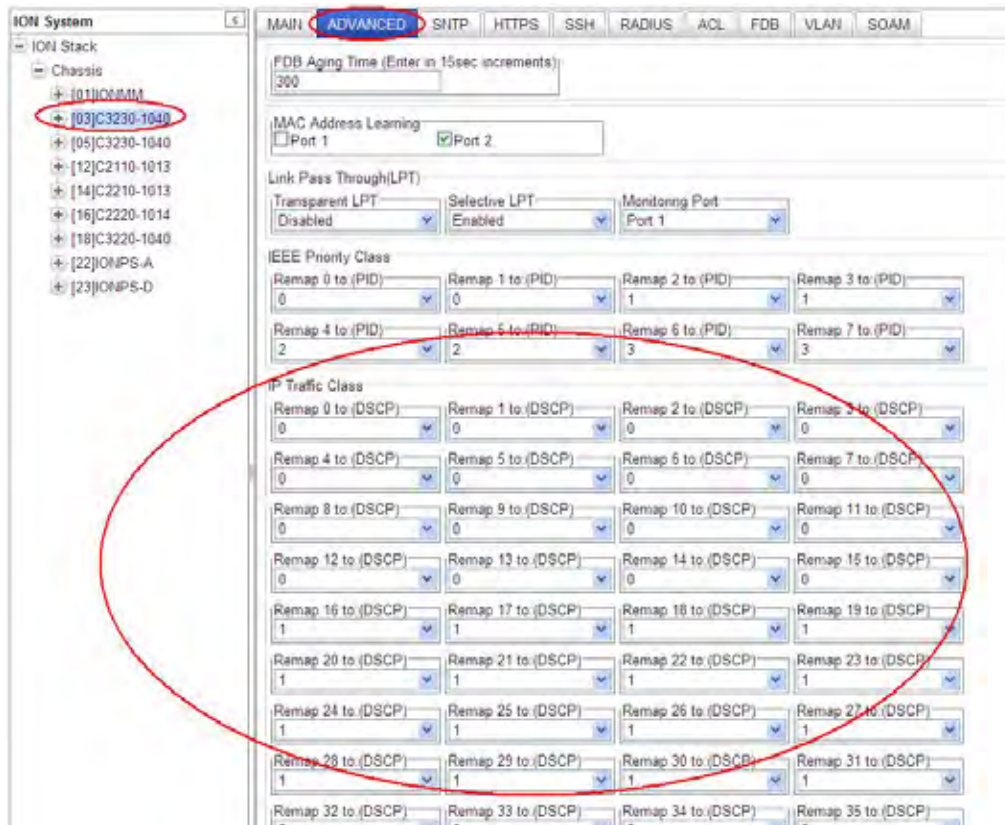 ION System
ION Stack
Chassis
[01]IONMM
[03]C3230-1040
[05]C3230-1040
[12]C2110-1013
[14]C2210-1013
[16]C2220-1014
[18]C3220-1040
[22]IONPS-A
[23]IONPS-D
MAIN ADVANCED SNTP HTTPS SSH RADIUS ACL FDB VLAN SOAM
FDB Aging Time (Enter in 15sec increments)
300
MAC Address Learning
Port 1 Port 2
Link Pass Through(LPT)
Transparent LPT Selective LPT Monitoring Port
Disabled Enabled Port 1
IEEE Priority Class
Remap 0 to (PID) Remap 1 to (PID) Remap 2 to (PID) Remap 3 to (PID)
0 0 1 1
Remap 4 to (PID) Remap 5 to (PID) Remap 6 to (PID) Remap 7 to (PID)
2 2 3 3
IP Traffic Class
Remap 0 to (DSCP) Remap 1 to (DSCP) Remap 2 to (DSCP) Remap 3 to (DSCP)
0 0 0 0
Remap 4 to (DSCP) Remap 5 to (DSCP) Remap 6 to (DSCP) Remap 7 to (DSCP)
0 0 0 0
Remap 8 to (DSCP) Remap 9 to (DSCP) Remap 10 to (DSCP) Remap 11 to (DSCP)
0 0 0 0
Remap 12 to (DSCP) Remap 13 to (DSCP) Remap 14 to (DSCP) Remap 15 to (DSCP)
0 0 0 0
Remap 16 to (DSCP) Remap 17 to (DSCP) Remap 18 to (DSCP) Remap 19 to (DSCP)
1 1 1 1
Remap 20 to (DSCP) Remap 21 to (DSCP) Remap 22 to (DSCP) Remap 23 to (DSCP)
1 1 1 1
Remap 24 to (DSCP) Remap 25 to (DSCP) Remap 26 to (DSCP) Remap 27 to (DSCP)
1 1 1 1
Remap 28 to (DSCP) Remap 29 to (DSCP) Remap 30 to (DSCP) Remap 31 to (DSCP)
1 1 1 1
Remap 32 to (DSCP) Remap 33 to (DSCP) Remap 34 to (DSCP) Remap 35 to (DSCP)